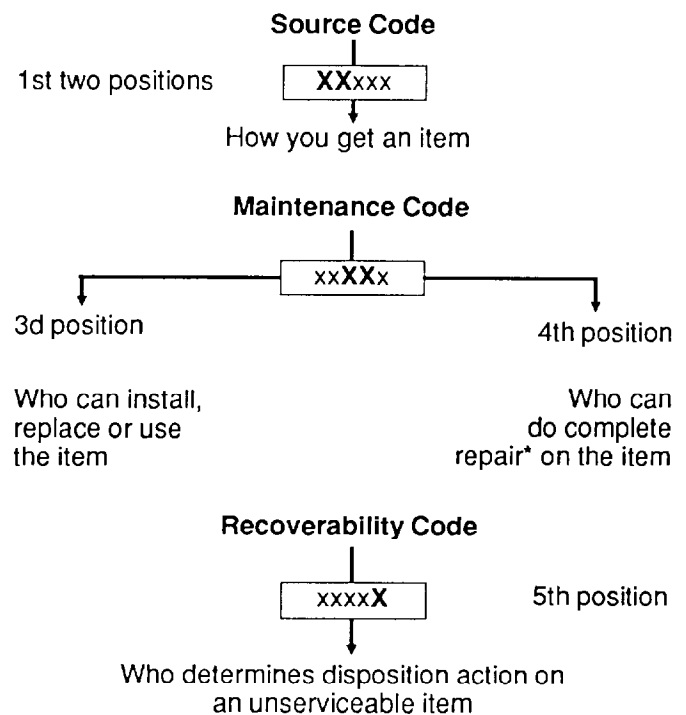 Source Code
1st two positions
XXxxx
How you get an item
Maintenance Code
xxXXx
3d position
4th position
Who can install,
replace or use
the item
Who can
do complete
repair* on the item
Recoverability Code
xxxxX
5th position
Who determines disposition action on
an unserviceable item